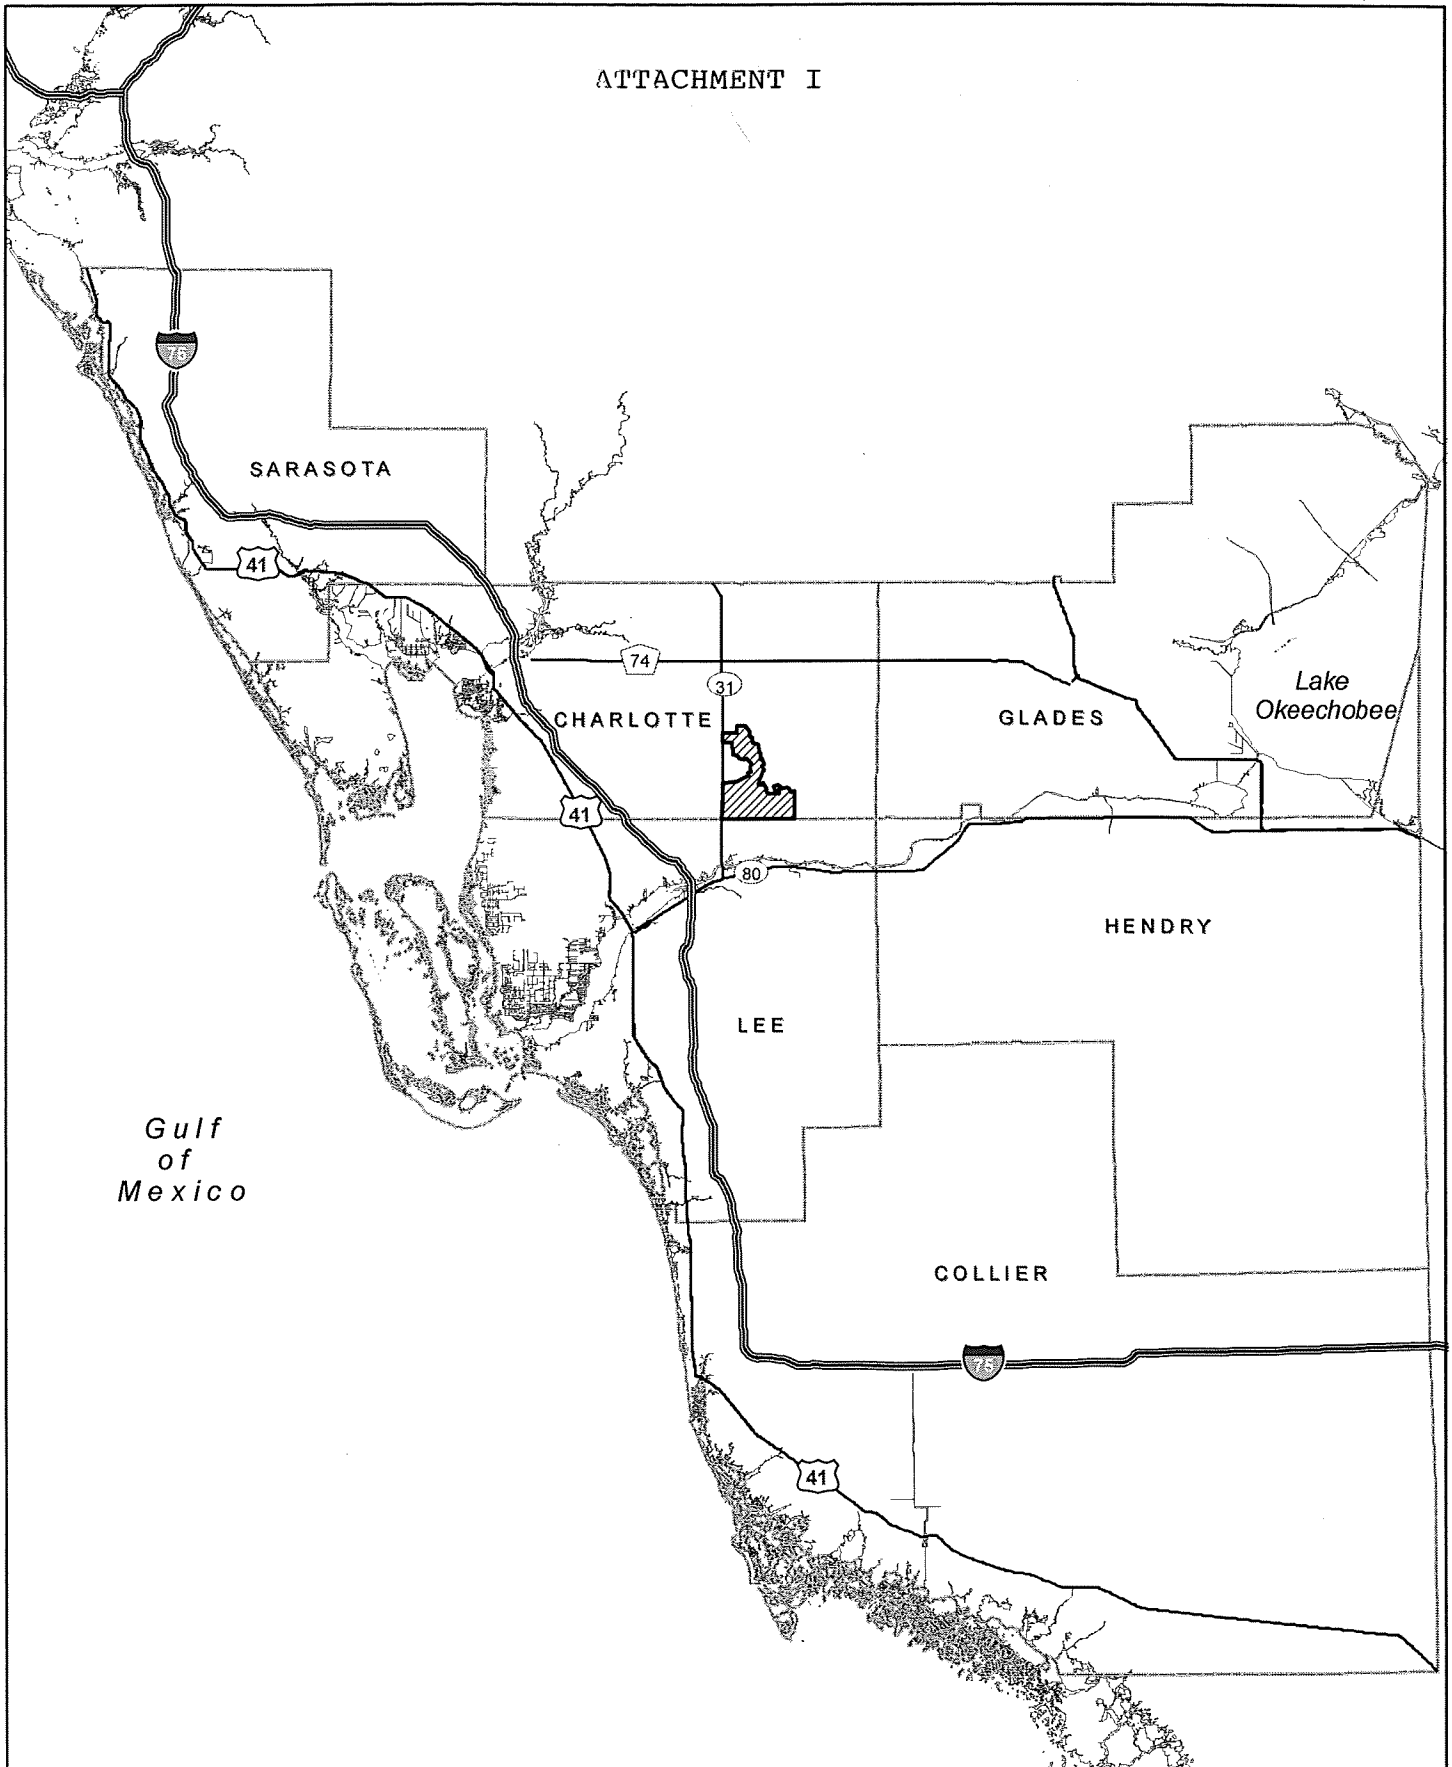 ATTACHMENT I
75
SARASOTA
41
74
31
CHARLOTTE
GLADES
Lake
Okeechobee
41
80
HENDRY
LEE
Gulf
of
Mexico
COLLIER
75
41